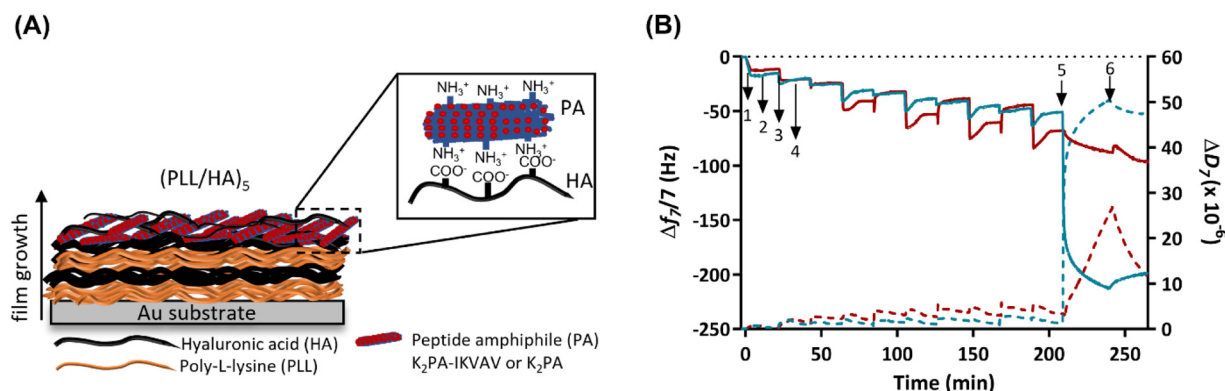 (A)
NH₃⁺
NH₃⁺ NH₃⁺
PA
NH₃⁺ NH₃⁺ NH₃⁺
COO⁻ COO⁻ COO⁻
HA
(PLL/HA)₅
film growth
Au substrate
Hyaluronic acid (HA)
Poly-L-lysine (PLL)
Peptide amphiphile (PA)
K₂PA-IKVAV or K₂PA
(B)
0
-50
-100
-150
-200
-250
Δf₇/7 (Hz)
1
2
3
4
5
6
60
50
40
30
20
10
0
ΔD₇(x 10⁻⁶)
0 50 100 150 200 250
Time (min)